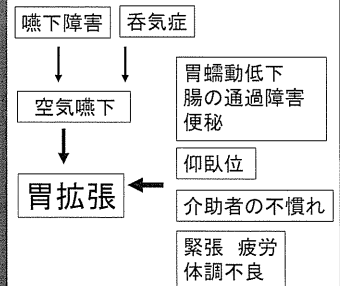 嚥下障害
呑気症
空気嚥下
胃拡張
胃蠕動低下
腸の通過障害
便秘
仰臥位
介助者の不慣れ
緊張 疲労
体調不良